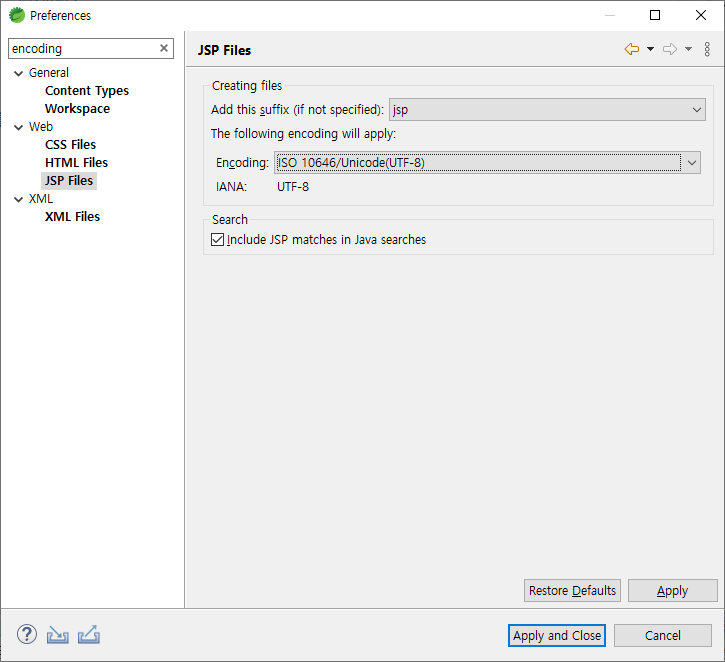 Preferences
encoding
JSP Files
General
Content Types
Workspace
Web
CSS Files
HTML Files
JSP Files
XML
XML Files
Creating files
Add this suffix (if not specified): jsp
The following encoding will apply:
Encoding: ISO 10646/Unicode(UTF-8)
IANA: UTF-8
Search
Include JSP matches in Java searches
Restore Defaults Apply
? Apply and Close Cancel